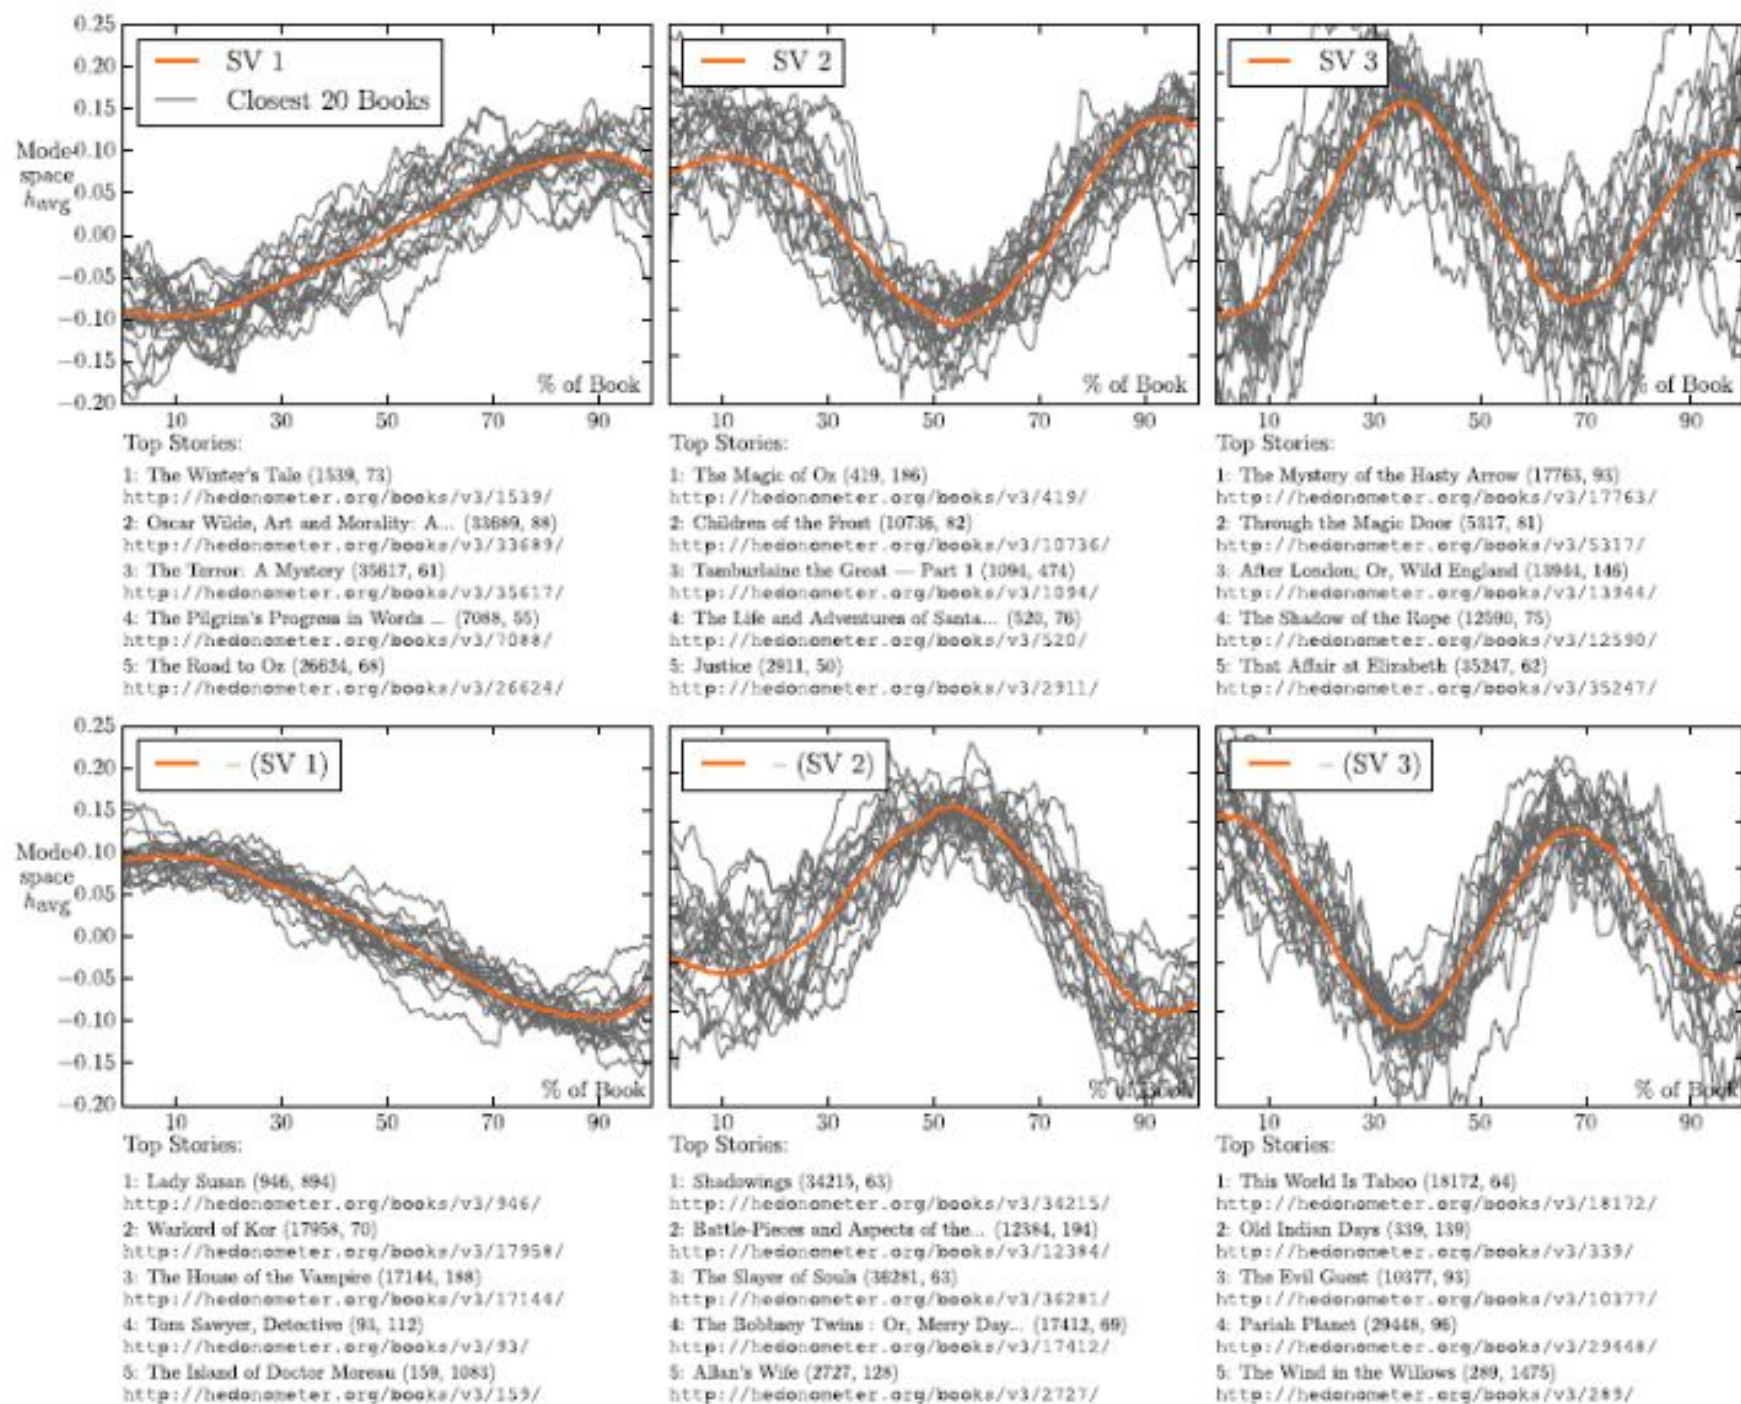 SV 1
Closest 20 Books
SV 2
SV 3
0.25
0.20
0.15
0.10
0.05
0.00
−0.05
−0.10
−0.15
−0.20
Mode
space
havg
% of Book
% of Book
% of Book
10 30 50 70 90
10 30 50 70 90
10 30 50 70 90
Top Stories:
1: The Winter's Tale (1539, 73)
http://hedonometer.org/books/v3/1539/
2: Oscar Wilde, Art and Morality: A... (33689, 88)
http://hedonometer.org/books/v3/33689/
3: The Terror: A Mystery (35617, 61)
http://hedonometer.org/books/v3/35617/
4: The Pilgrim's Progress in Words ... (7088, 55)
http://hedonometer.org/books/v3/7088/
5: The Road to Oz (26624, 68)
http://hedonometer.org/books/v3/26624/
Top Stories:
1: The Magic of Oz (419, 186)
http://hedonometer.org/books/v3/419/
2: Children of the Frost (10736, 82)
http://hedonometer.org/books/v3/10736/
3: Tamburlaine the Great — Part 1 (1094, 474)
http://hedonometer.org/books/v3/1094/
4: The Life and Adventures of Santa... (520, 76)
http://hedonometer.org/books/v3/520/
5: Justice (2911, 50)
http://hedonometer.org/books/v3/2911/
Top Stories:
1: The Mystery of the Hasty Arrow (17763, 93)
http://hedonometer.org/books/v3/17763/
2: Through the Magic Door (5317, 81)
http://hedonometer.org/books/v3/5317/
3: After London; Or, Wild England (13944, 146)
http://hedonometer.org/books/v3/13944/
4: The Shadow of the Rope (12590, 75)
http://hedonometer.org/books/v3/12590/
5: That Affair at Elizabeth (35247, 62)
http://hedonometer.org/books/v3/35247/
− (SV 1)
− (SV 2)
− (SV 3)
0.25
0.20
0.15
0.10
0.05
0.00
−0.05
−0.10
−0.15
−0.20
Mode
space
havg
% of Book
% of Book
% of Book
10 30 50 70 90
10 30 50 70 90
10 30 50 70 90
Top Stories:
1: Lady Susan (946, 894)
http://hedonometer.org/books/v3/946/
2: Warlord of Kor (17958, 70)
http://hedonometer.org/books/v3/17958/
3: The House of the Vampire (17144, 188)
http://hedonometer.org/books/v3/17144/
4: Tom Sawyer, Detective (93, 112)
http://hedonometer.org/books/v3/93/
5: The Island of Doctor Moreau (159, 1083)
http://hedonometer.org/books/v3/159/
Top Stories:
1: Shadowings (34215, 63)
http://hedonometer.org/books/v3/34215/
2: Battle-Pieces and Aspects of the... (12384, 194)
http://hedonometer.org/books/v3/12384/
3: The Slayer of Souls (36281, 63)
http://hedonometer.org/books/v3/36281/
4: The Bobbsey Twins : Or, Merry Day... (17412, 69)
http://hedonometer.org/books/v3/17412/
5: Allan's Wife (2727, 128)
http://hedonometer.org/books/v3/2727/
Top Stories:
1: This World Is Taboo (18172, 64)
http://hedonometer.org/books/v3/18172/
2: Old Indian Days (339, 139)
http://hedonometer.org/books/v3/339/
3: The Evil Guest (10377, 93)
http://hedonometer.org/books/v3/10377/
4: Pariah Planet (29448, 96)
http://hedonometer.org/books/v3/29448/
5: The Wind in the Willows (289, 1475)
http://hedonometer.org/books/v3/289/